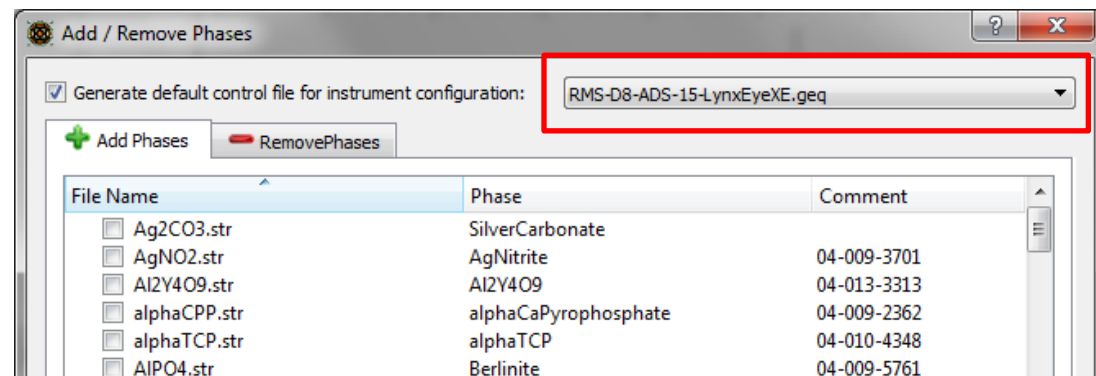 Add / Remove Phases
Generate default control file for instrument configuration: RMS-D8-ADS-15-LynxEyeXE.geq
Add Phases RemovePhases
File Name Phase Comment
Ag2CO3.str SilverCarbonate
AgNO2.str AgNitrite 04-009-3701
Al2Y4O9.str Al2Y4O9 04-013-3313
alphaCPP.str alphaCaPyrophosphate 04-009-2362
alphaTCP.str alphaTCP 04-010-4348
AlPO4.str Berlinite 04-009-5761